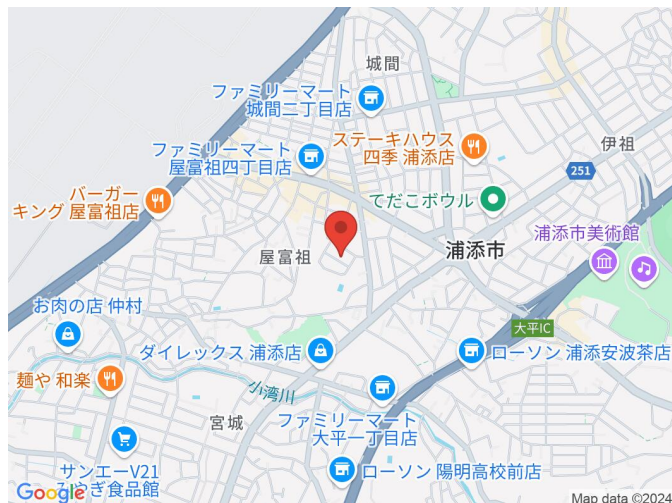 城間
ファミリーマート
城間二丁目店
伊祖
ステーキハウス
四季 浦添店
ファミリーマート
屋富祖四丁目店
251
バーガー
キング 屋富祖店
てだこボウル
浦添市美術館
屋富祖
浦添市
お肉の店 仲村
大平IC
ダイレックス 浦添店
ローソン 浦添安波茶店
麺や 和楽
小湾川
宮城
ファミリーマート
大平一丁目店
サンエーV21
みやぎ食品館
ローソン 陽明高校前店
Google
Map data ©2024